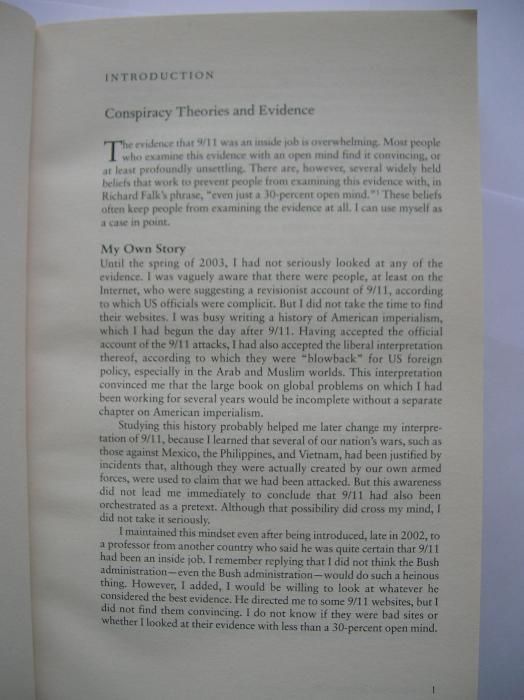 INTRODUCTION
Conspiracy Theories and Evidence
The evidence that 9/11 was an inside job is overwhelming. Most people
who examine this evidence with an open mind find it convincing, or
at least profoundly unsettling. There are, however, several widely held
beliefs that work to prevent people from examining this evidence with, in
Richard Falk's phrase, "even just a 30-percent open mind."1 These beliefs
often keep people from examining the evidence at all. I can use myself as
a case in point.
My Own Story
Until the spring of 2003, I had not seriously looked at any of the
evidence. I was vaguely aware that there were people, at least on the
Internet, who were suggesting a revisionist account of 9/11, according
to which US officials were complicit. But I did not take the time to find
their websites. I was busy writing a history of American imperialism,
which I had begun the day after 9/11. Having accepted the official
account of the 9/11 attacks, I had also accepted the liberal interpretation
thereof, according to which they were "blowback" for US foreign
policy, especially in the Arab and Muslim worlds. This interpretation
convinced me that the large book on global problems on which I had
been working for several years would be incomplete without a separate
chapter on American imperialism.
Studying this history probably helped me later change my interpre-
tation of 9/11, because I learned that several of our nation's wars, such as
those against Mexico, the Philippines, and Vietnam, had been justified by
incidents that, although they were actually created by our own armed
forces, were used to claim that we had been attacked. But this awareness
did not lead me immediately to conclude that 9/11 had also been
orchestrated as a pretext. Although that possibility did cross my mind, I
did not take it seriously.
I maintained this mindset even after being introduced, late in 2002, to
a professor from another country who said he was quite certain that 9/11
had been an inside job. I remember replying that I did not think the Bush
administration—even the Bush administration—would do such a heinous
thing. However, I added, I would be willing to look at whatever he
considered the best evidence. He directed me to some 9/11 websites, but I
did not find them convincing. I do not know if they were bad sites or
whether I looked at their evidence with less than a 30-percent open mind.
1